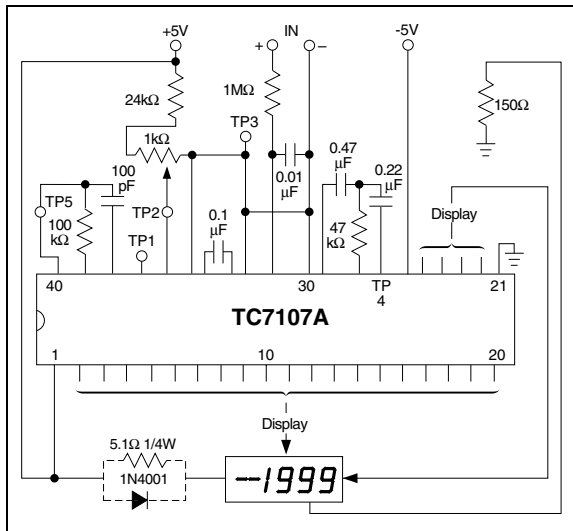 +5V
IN
-5V
+
–
24kΩ
1MΩ
150Ω
TP3
1kΩ
0.47
μF
0.22
μF
0.01
μF
100
pF
TP5
TP2
0.1
μF
100
kΩ
TP1
47
kΩ
Display
40
30
TP
4
21
TC7107A
1
10
20
Display
5.1Ω 1/4W
1N4001
--1999